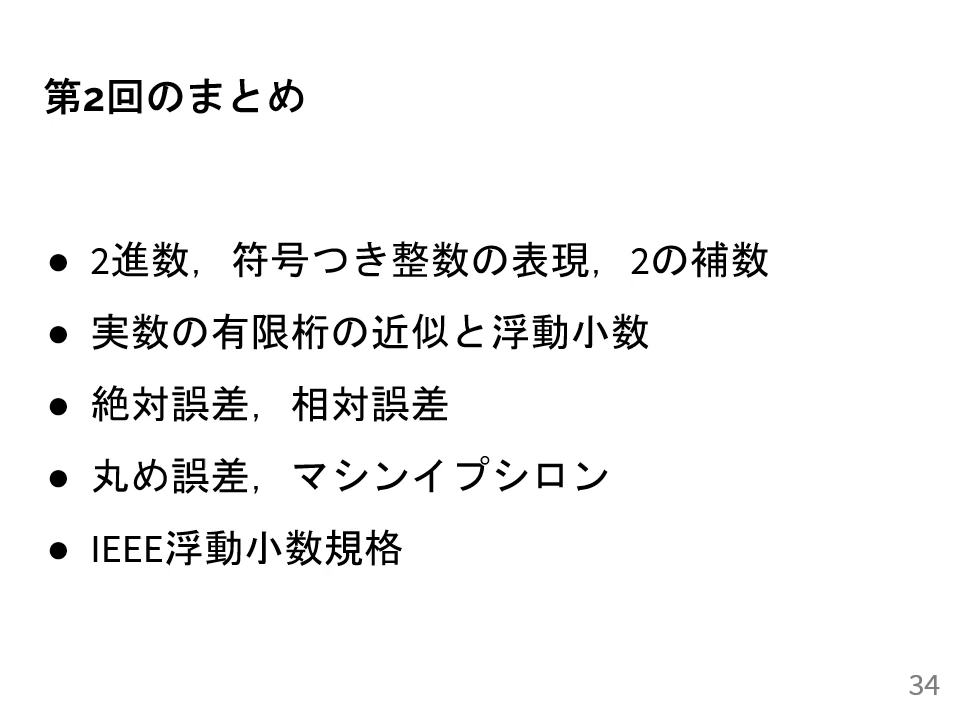 第2回のまとめ
● 2進数，符号つき整数の表現，2の補数
● 実数の有限桁の近似と浮動小数
● 絶対誤差，相対誤差
● 丸め誤差，マシンイプシロン
● IEEE浮動小数規格
34